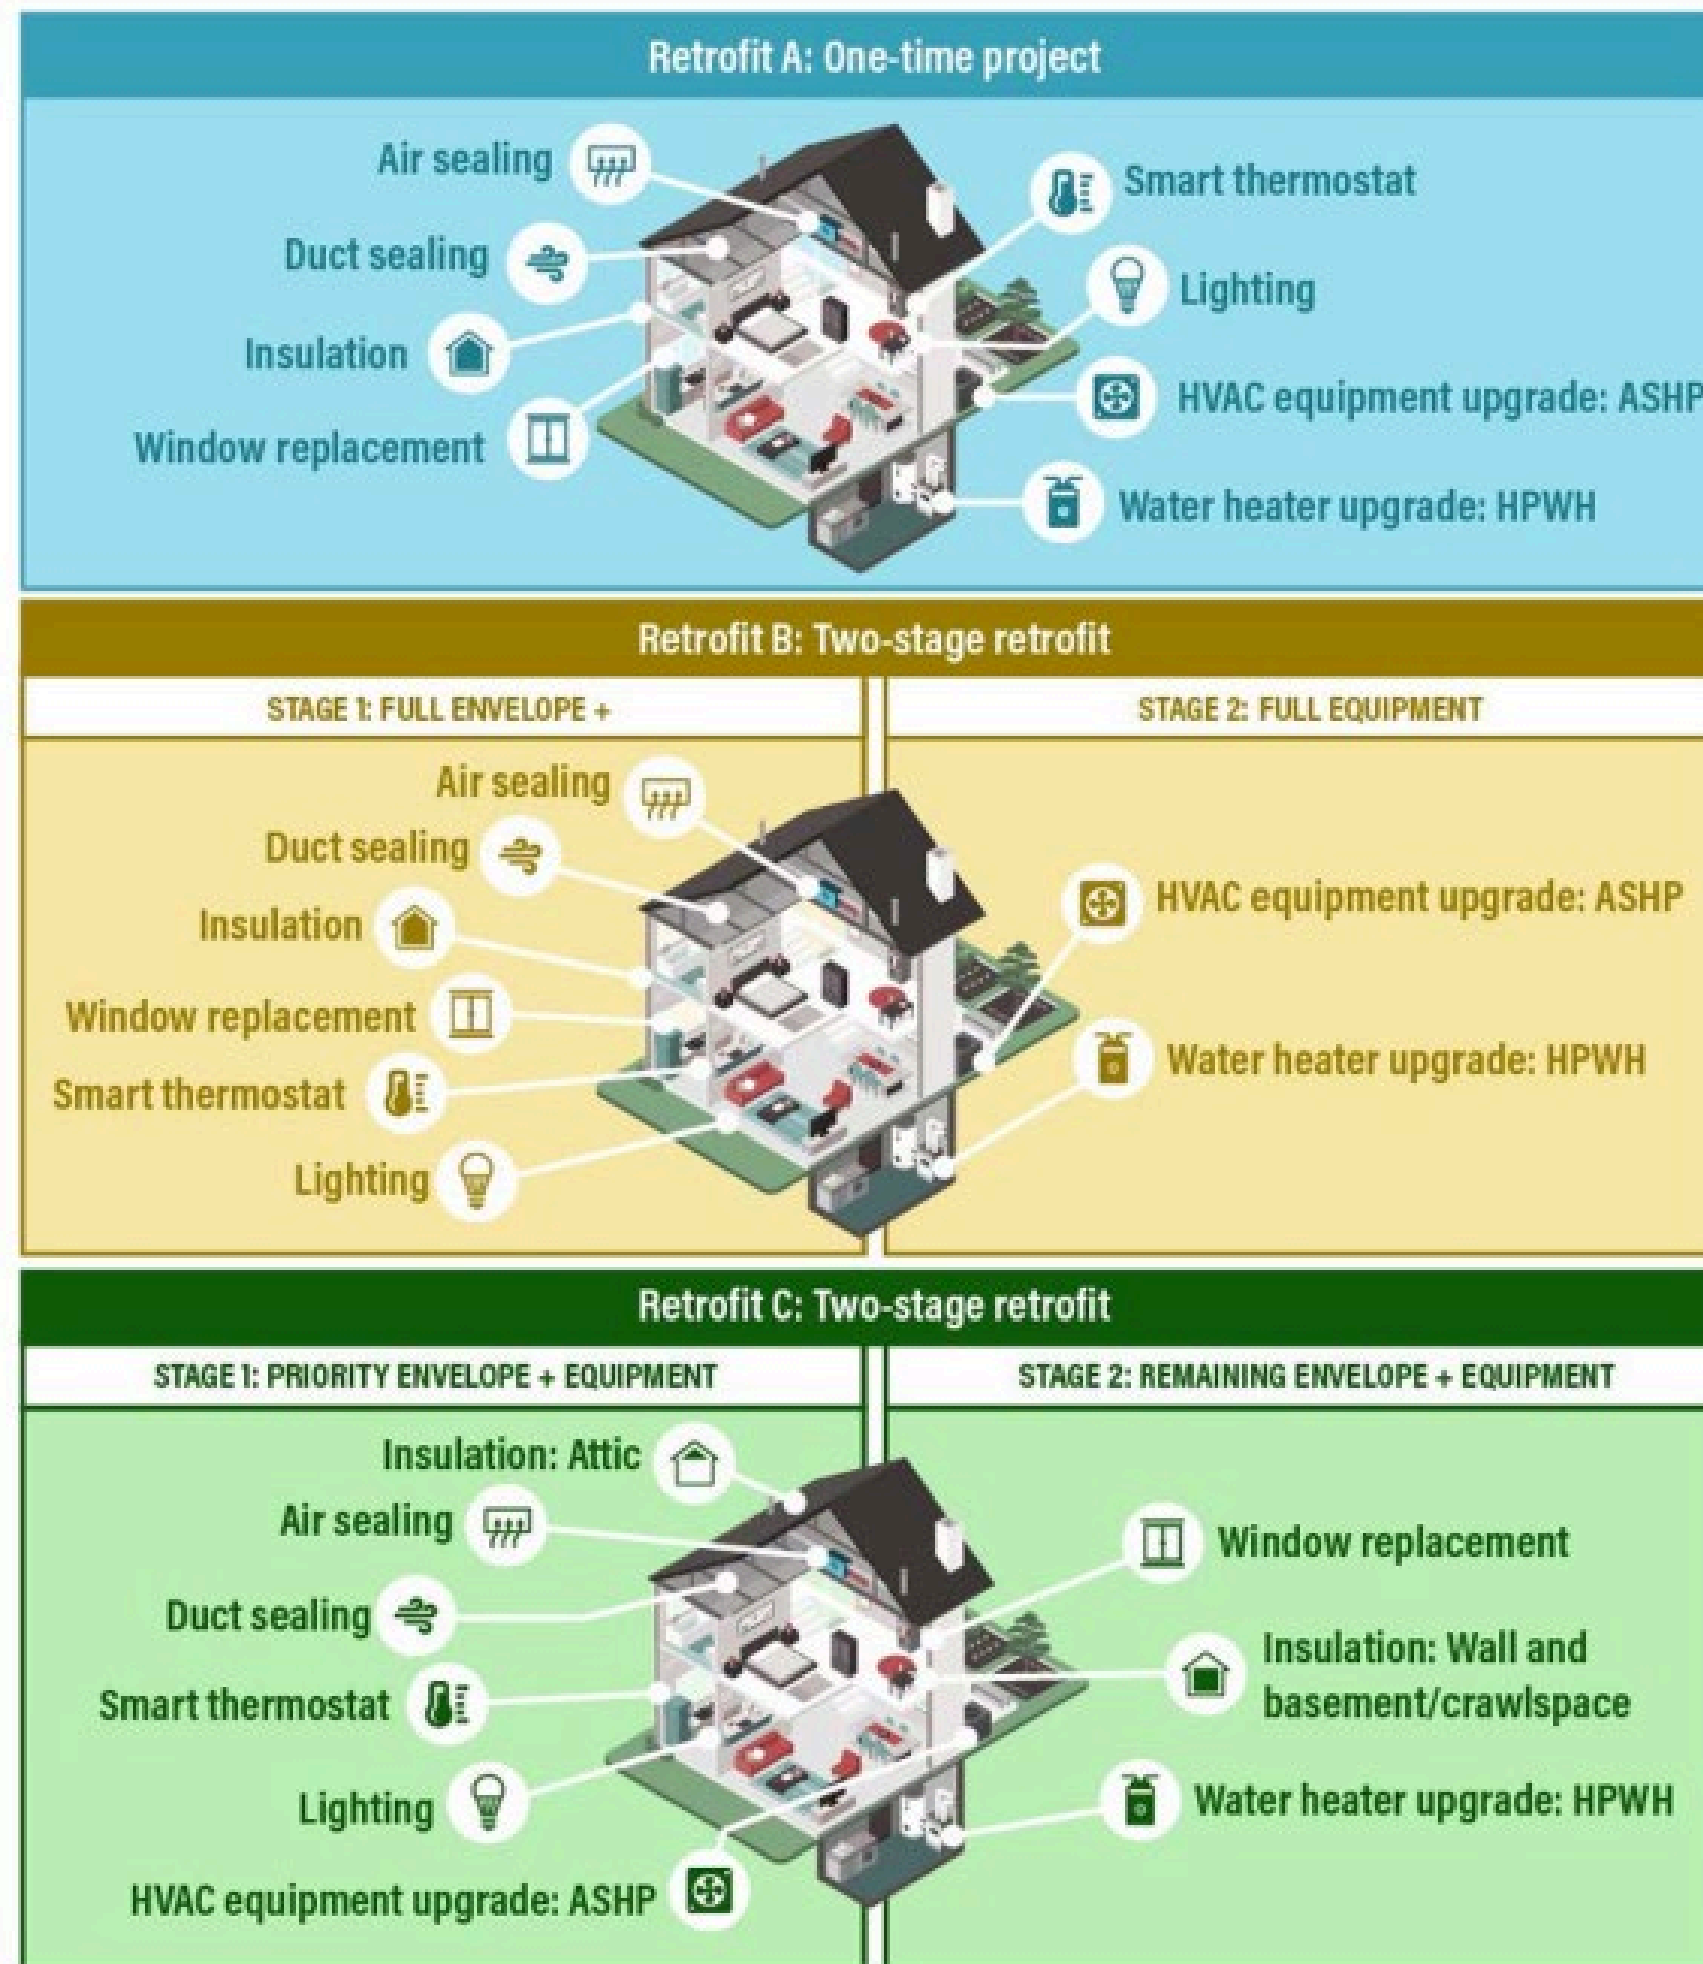 Retrofit A: One-time project
Air sealing
Smart thermostat
Duct sealing
Lighting
Insulation
HVAC equipment upgrade: ASHP
Window replacement
Water heater upgrade: HPWH
Retrofit B: Two-stage retrofit
STAGE 1: FULL ENVELOPE +
Air sealing
Duct sealing
Insulation
Window replacement
Smart thermostat
Lighting
STAGE 2: FULL EQUIPMENT
HVAC equipment upgrade: ASHP
Water heater upgrade: HPWH
Retrofit C: Two-stage retrofit
STAGE 1: PRIORITY ENVELOPE + EQUIPMENT
Insulation: Attic
Air sealing
Duct sealing
Smart thermostat
Lighting
HVAC equipment upgrade: ASHP
STAGE 2: REMAINING ENVELOPE + EQUIPMENT
Window replacement
Insulation: Wall and
basement/crawlspace
Water heater upgrade: HPWH